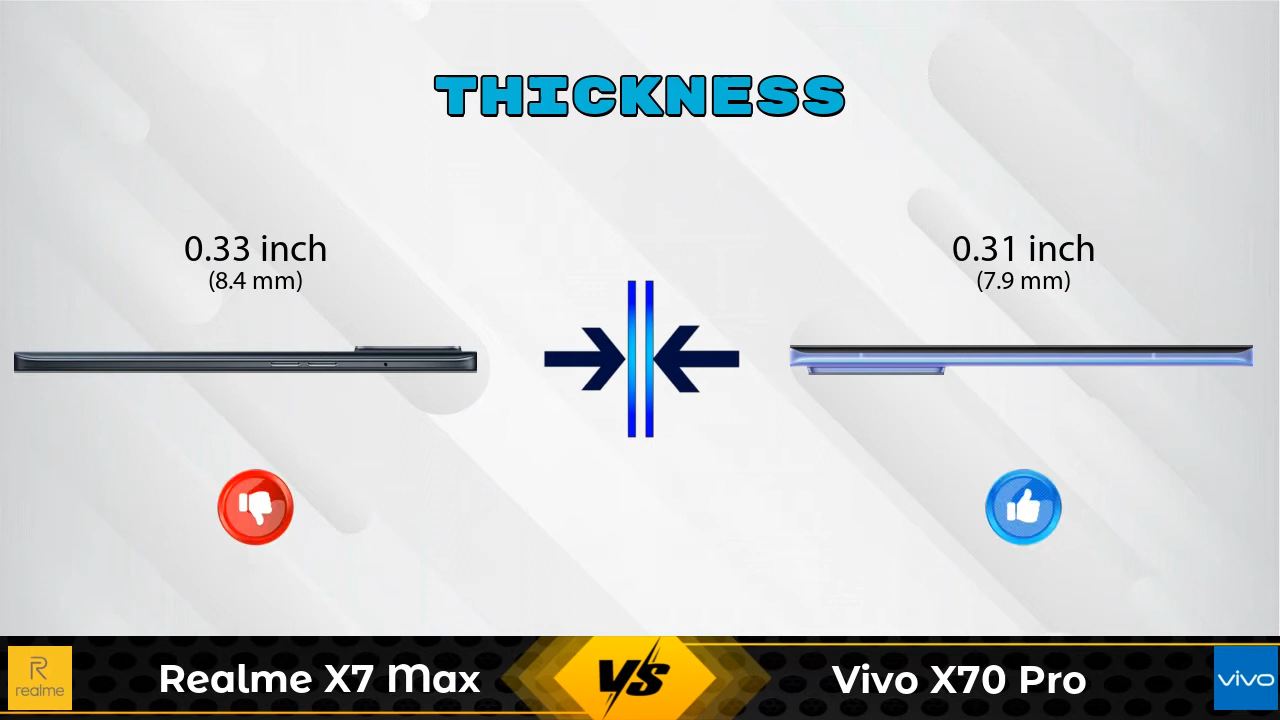 THICKNESS
0.33 inch
(8.4 mm)
0.31 inch
(7.9 mm)
R
realme
Realme X7 Max
VS
Vivo X70 Pro
vivo